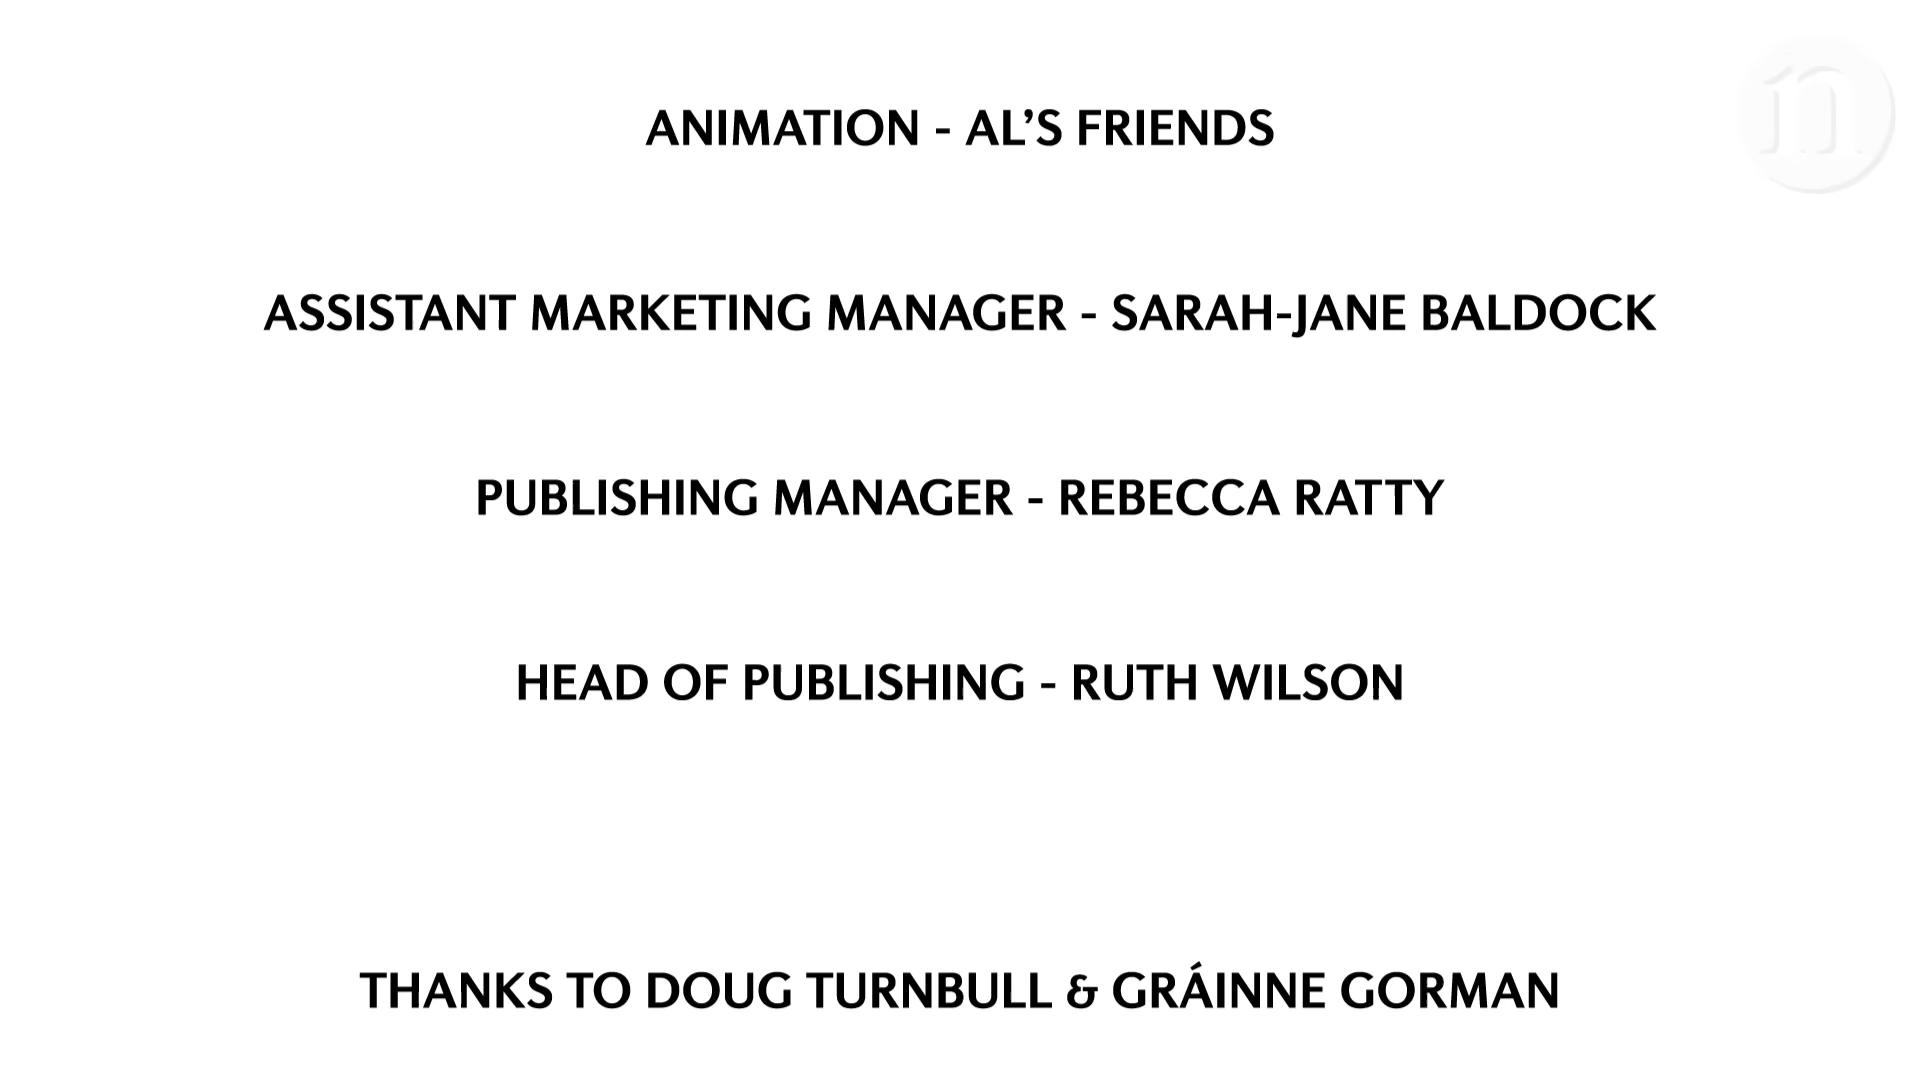 ANIMATION - AL’S FRIENDS
ASSISTANT MARKETING MANAGER - SARAH-JANE BALDOCK
PUBLISHING MANAGER - REBECCA RATTY
HEAD OF PUBLISHING - RUTH WILSON
THANKS TO DOUG TURNBULL & GRÁINNE GORMAN
n